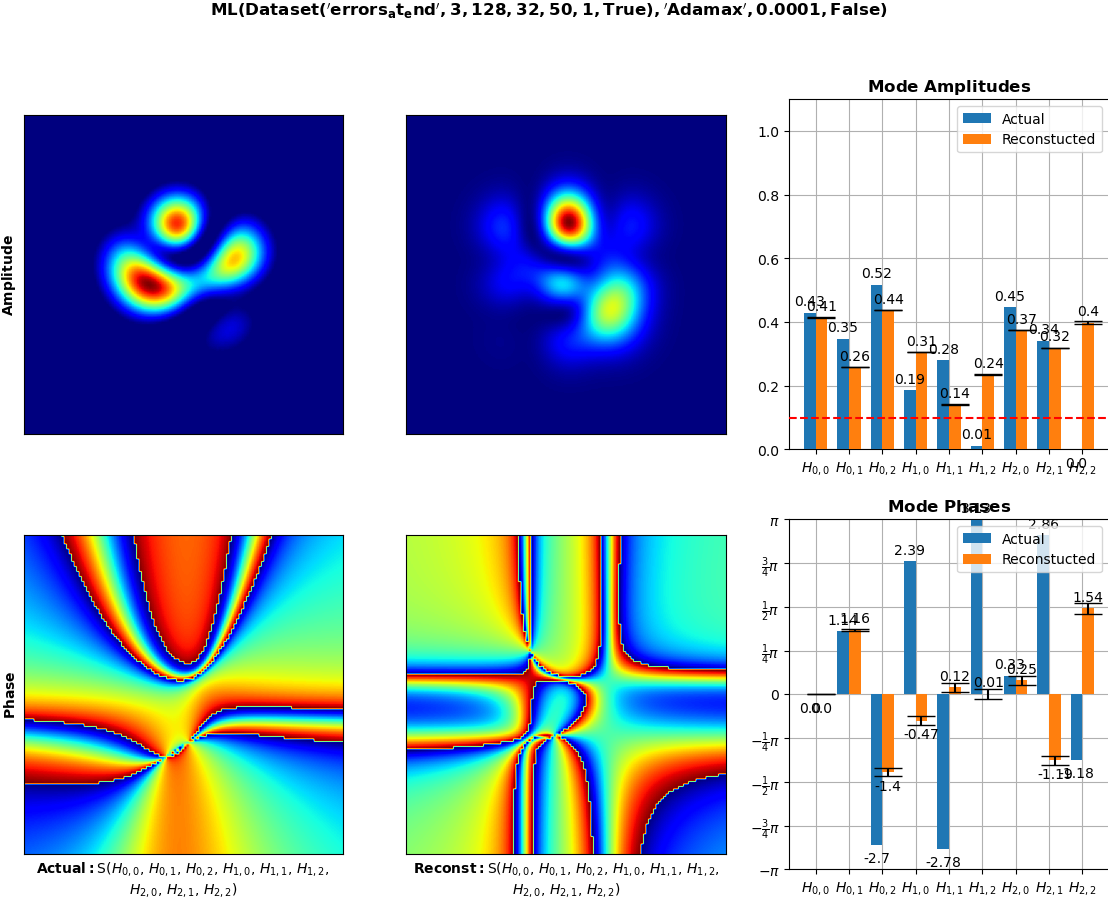 ML(Dataset('errors_at_end', 3, 128, 32, 50, 1, True), 'Adamax', 0.0001, False)
Amplitude
Mode Amplitudes
Actual
Reconstucted
1.0
0.8
0.6
0.4
0.2
0.0
0.43
0.41
0.35
0.26
0.52
0.44
0.19
0.31
0.28
0.14
0.01
0.24
0.45
0.37
0.34
0.32
0.0
0.4
H0,0 H0,1 H0,2 H1,0 H1,1 H1,2 H2,0 H2,1 H2,2
Phase
Actual: S(H0,0, H0,1, H0,2, H1,0, H1,1, H1,2,
H2,0, H2,1, H2,2)
Reconst: S(H0,0, H0,1, H0,2, H1,0, H1,1, H1,2,
H2,0, H2,1, H2,2)
Mode Phases
Actual
Reconstucted
π
3/4π
1/2π
1/4π
0
−1/4π
−1/2π
−3/4π
−π
0.0
0.0
1.14
1.16
-2.7
-1.4
2.39
-0.47
-2.78
0.12
3.13
0.01
0.33
0.25
2.86
-1.19
-1.18
1.54
H0,0 H0,1 H0,2 H1,0 H1,1 H1,2 H2,0 H2,1 H2,2